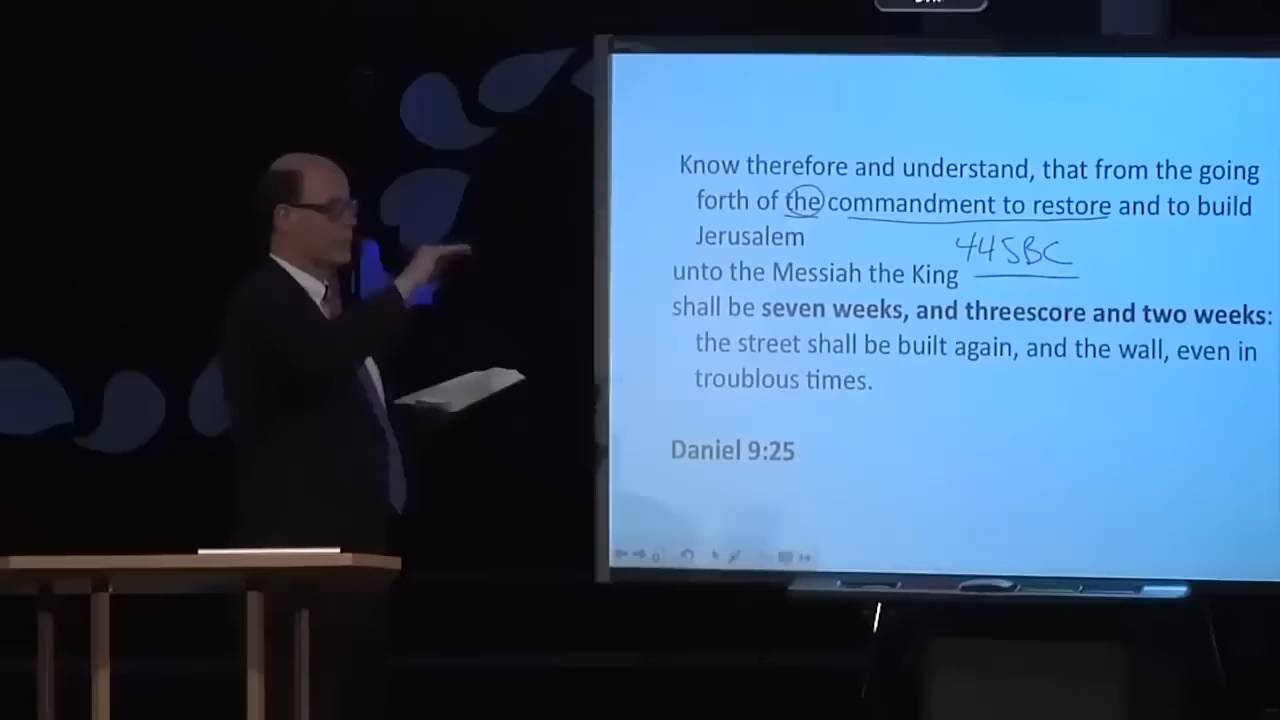 Know therefore and understand, that from the going
forth of the commandment to restore and to build
Jerusalem
445BC
unto the Messiah the King
shall be seven weeks, and threescore and two weeks:
the street shall be built again, and the wall, even in
troublous times.
Daniel 9:25